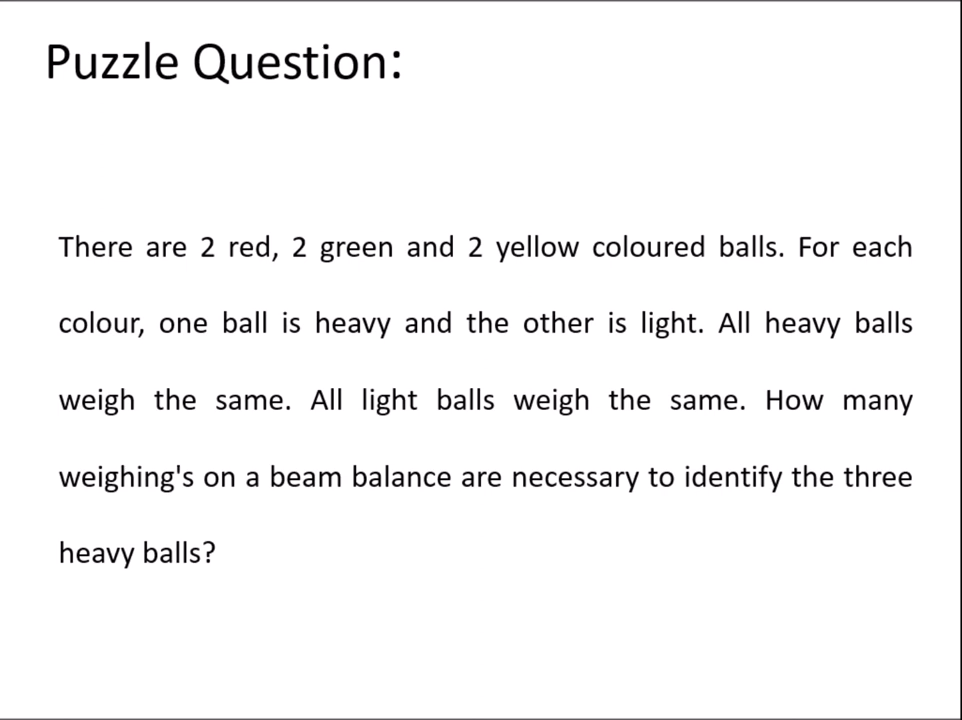 Puzzle Question:
There are 2 red, 2 green and 2 yellow coloured balls. For each
colour, one ball is heavy and the other is light. All heavy balls
weigh the same. All light balls weigh the same. How many
weighing's on a beam balance are necessary to identify the three
heavy balls?